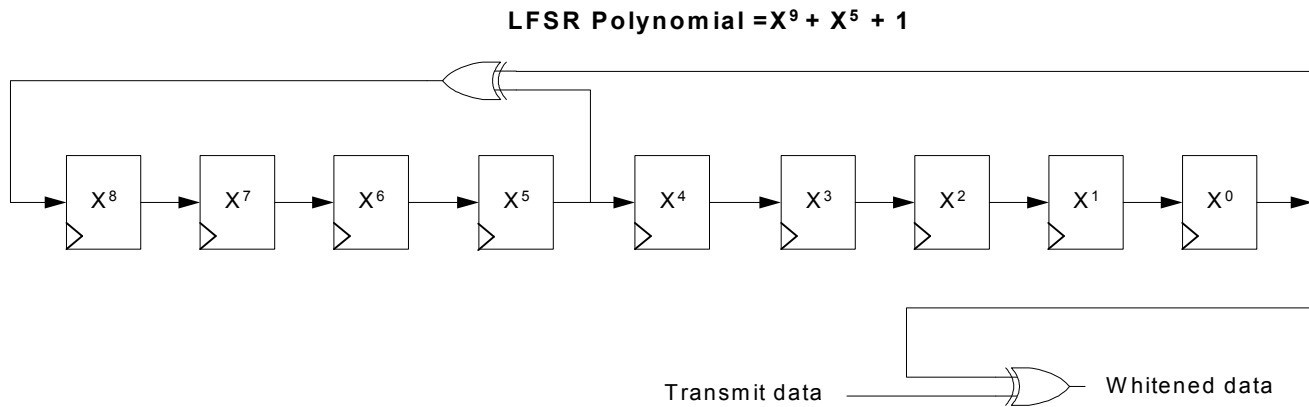 LFSR Polynomial =X⁹ + X⁵ + 1
X⁸ X⁷ X⁶ X⁵ X⁴ X³ X² X¹ X⁰
Transmit data
Whitened data